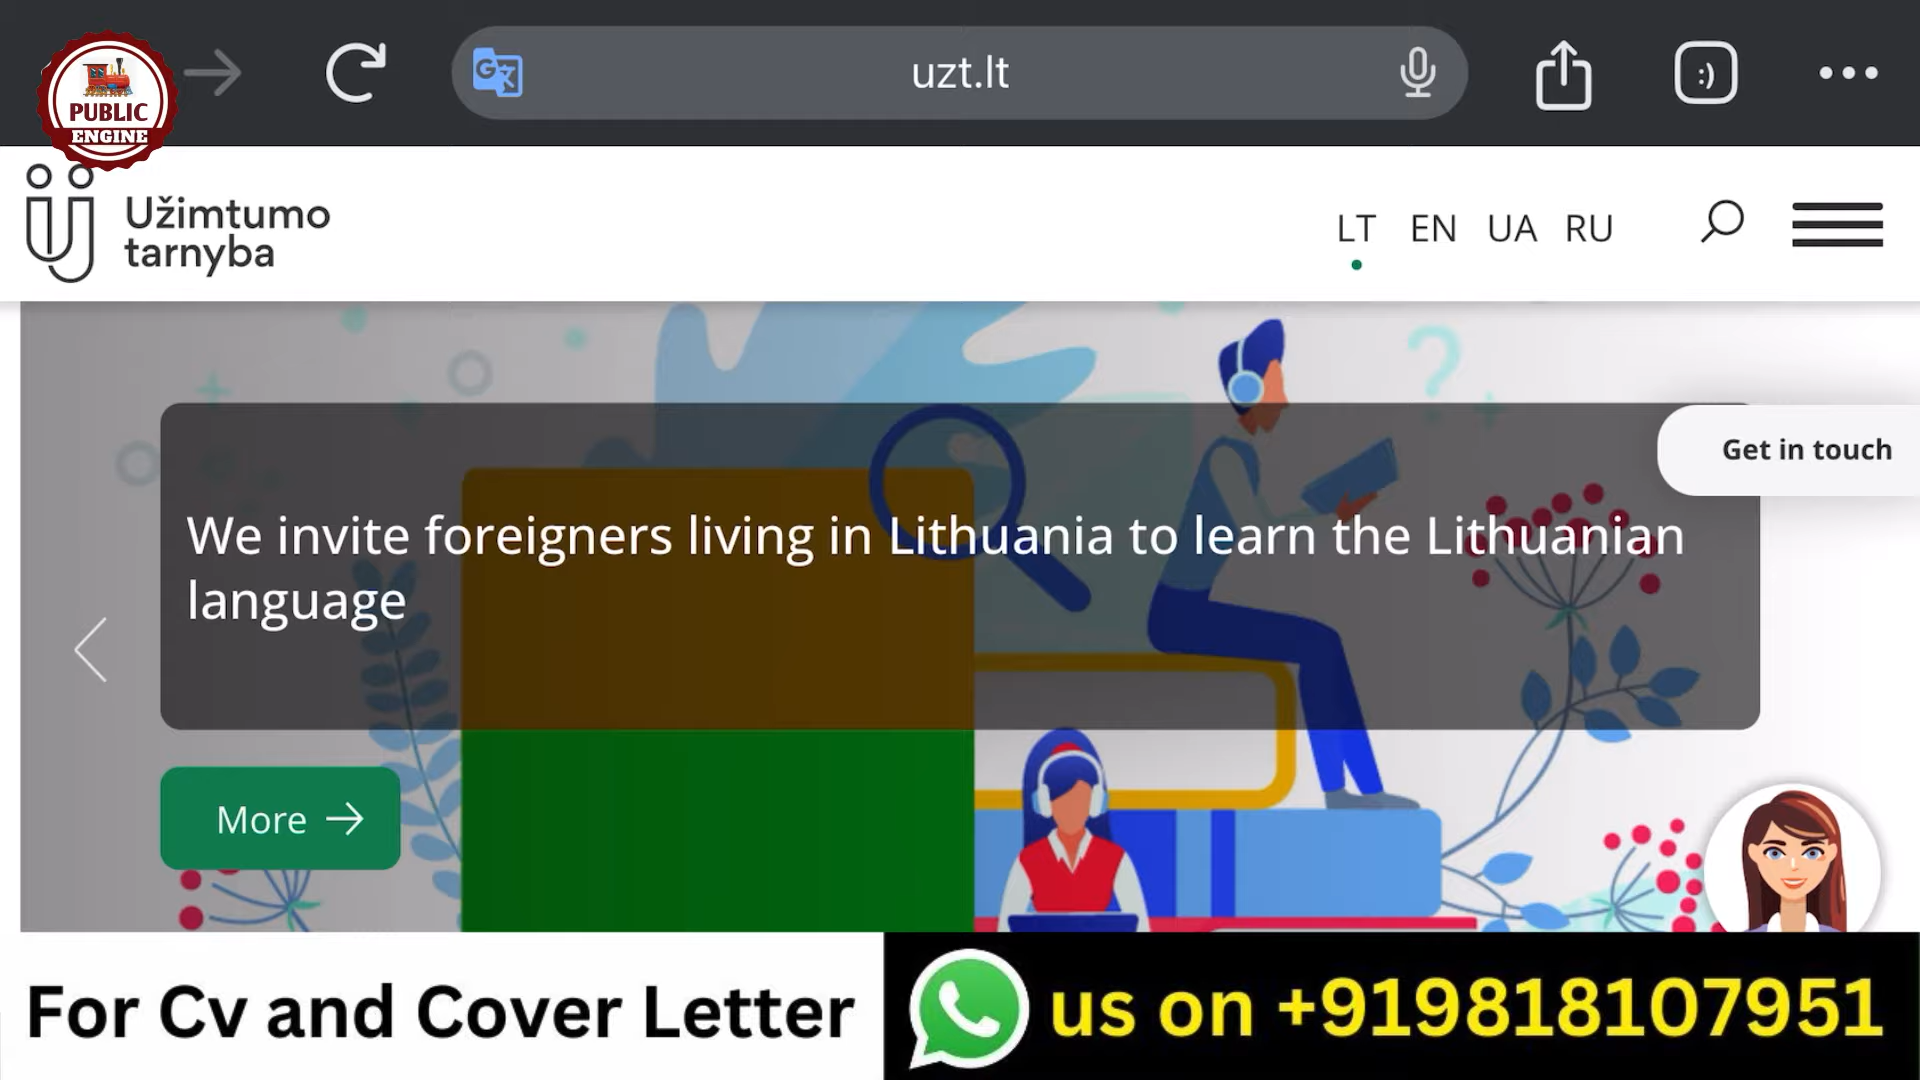 uzt.lt
PUBLIC
ENGINE
Užimtumo
tarnyba
LT EN UA RU
Get in touch
We invite foreigners living in Lithuania to learn the Lithuanian
language
More
For Cv and Cover Letter
us on +919818107951